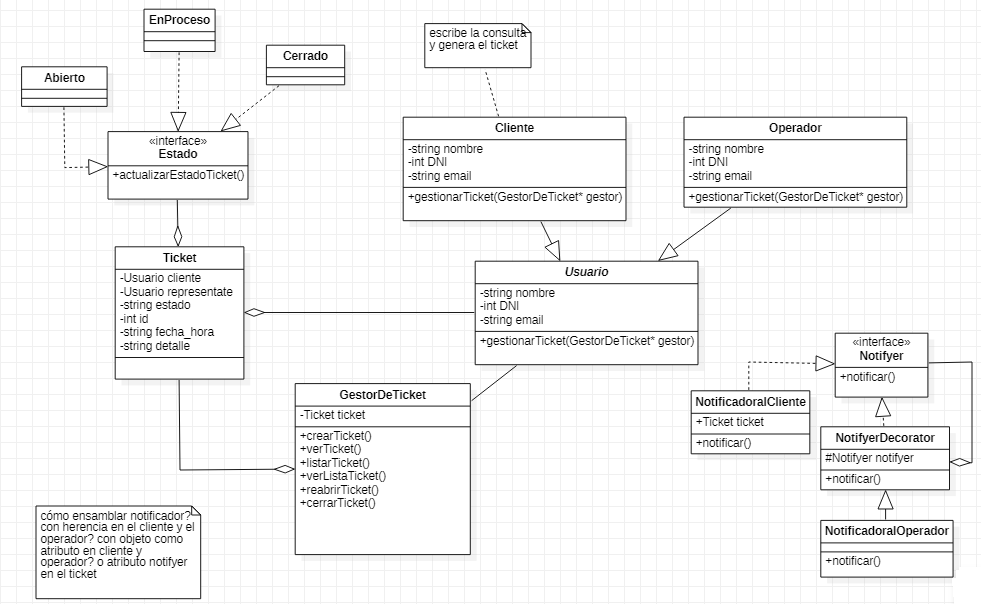 EnProceso
Cerrado
Abierto
«interface»
Estado
+actualizarEstadoTicket()
escribe la consulta
y genera el ticket
Cliente
-string nombre
-int DNI
-string email
+gestionarTicket(GestorDeTicket* gestor)
Operador
-string nombre
-int DNI
-string email
+gestionarTicket(GestorDeTicket* gestor)
Ticket
-Usuario cliente
-Usuario representate
-string estado
-int id
-string fecha_hora
-string detalle
Usuario
-string nombre
-int DNI
-string email
+gestionarTicket(GestorDeTicket* gestor)
GestorDeTicket
-Ticket ticket
+crearTicket()
+verTicket()
+listarTicket()
+verListaTicket()
+reabrirTicket()
+cerrarTicket()
«interface»
Notifyer
+notificar()
NotificadoralCliente
+Ticket ticket
+notificar()
NotifyerDecorator
#Notifyer notifyer
+notificar()
NotificadoralOperador
+notificar()
cómo ensamblar notificador?
con herencia en el cliente y el
operador? con objeto como
atributo en cliente y
operador? o atributo notifyer
en el ticket